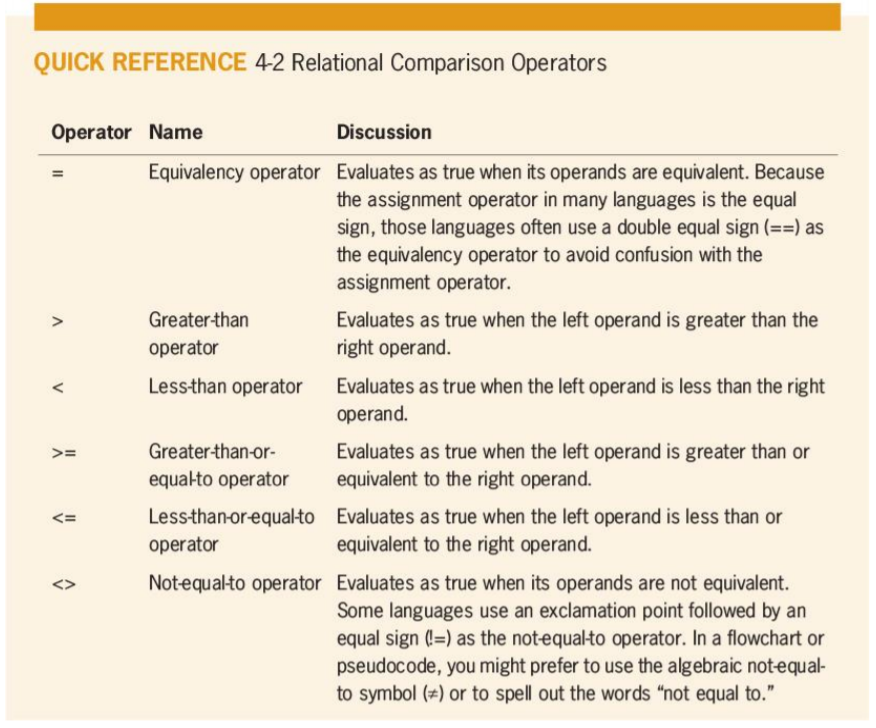 QUICK REFERENCE 4-2 Relational Comparison Operators
Operator Name Discussion
= Equivalency operator Evaluates as true when its operands are equivalent. Because
the assignment operator in many languages is the equal
sign, those languages often use a double equal sign (==) as
the equivalency operator to avoid confusion with the
assignment operator.
> Greater-than Evaluates as true when the left operand is greater than the
operator right operand.
< Less-than operator Evaluates as true when the left operand is less than the right
operand.
>= Greater-than-or- Evaluates as true when the left operand is greater than or
equal-to operator equivalent to the right operand.
<= Less-than-or-equal-to Evaluates as true when the left operand is less than or
operator equivalent to the right operand.
<> Not-equal-to operator Evaluates as true when its operands are not equivalent.
Some languages use an exclamation point followed by an
equal sign (!=) as the not-equal-to operator. In a flowchart or
pseudocode, you might prefer to use the algebraic not-equal-
to symbol (≠) or to spell out the words “not equal to.”